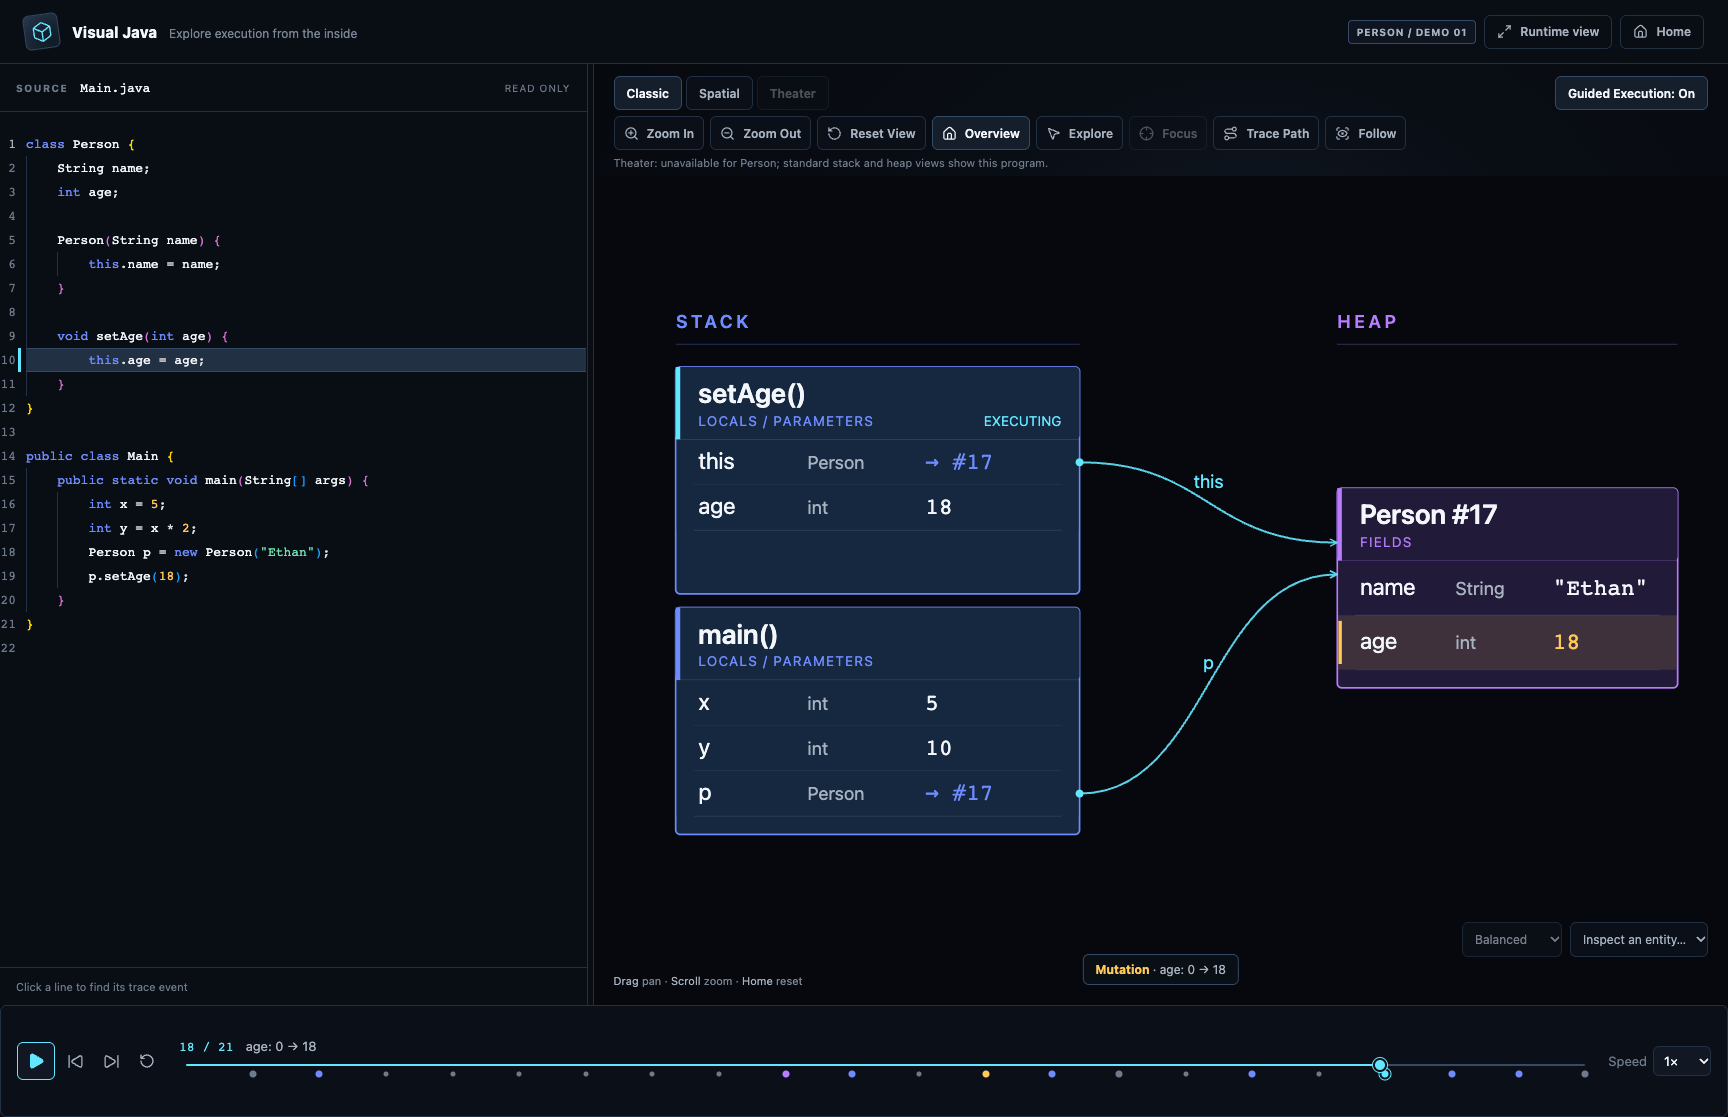 Visual Java Explore execution from the inside
PERSON / DEMO 01 Runtime view Home
SOURCE Main.java READ ONLY
1 class Person {
2     String name;
3     int age;
4
5     Person(String name) {
6         this.name = name;
7     }
8
9     void setAge(int age) {
10         this.age = age;
11     }
12 }
13
14 public class Main {
15     public static void main(String[] args) {
16         int x = 5;
17         int y = x * 2;
18         Person p = new Person("Ethan");
19         p.setAge(18);
20     }
21 }
22
Click a line to find its trace event
Classic Spatial Theater Guided Execution: On
Zoom In Zoom Out Reset View Overview Explore Focus Trace Path Follow
Theater: unavailable for Person; standard stack and heap views show this program.
STACK
setAge()
LOCALS / PARAMETERS EXECUTING
this Person → #17
age int 18
main()
LOCALS / PARAMETERS
x int 5
y int 10
p Person → #17
this
p
HEAP
Person #17
FIELDS
name String "Ethan"
age int 18
Balanced Inspect an entity...
Mutation · age: 0 → 18
Drag pan · Scroll zoom · Home reset
18 / 21 age: 0 → 18
Speed 1×